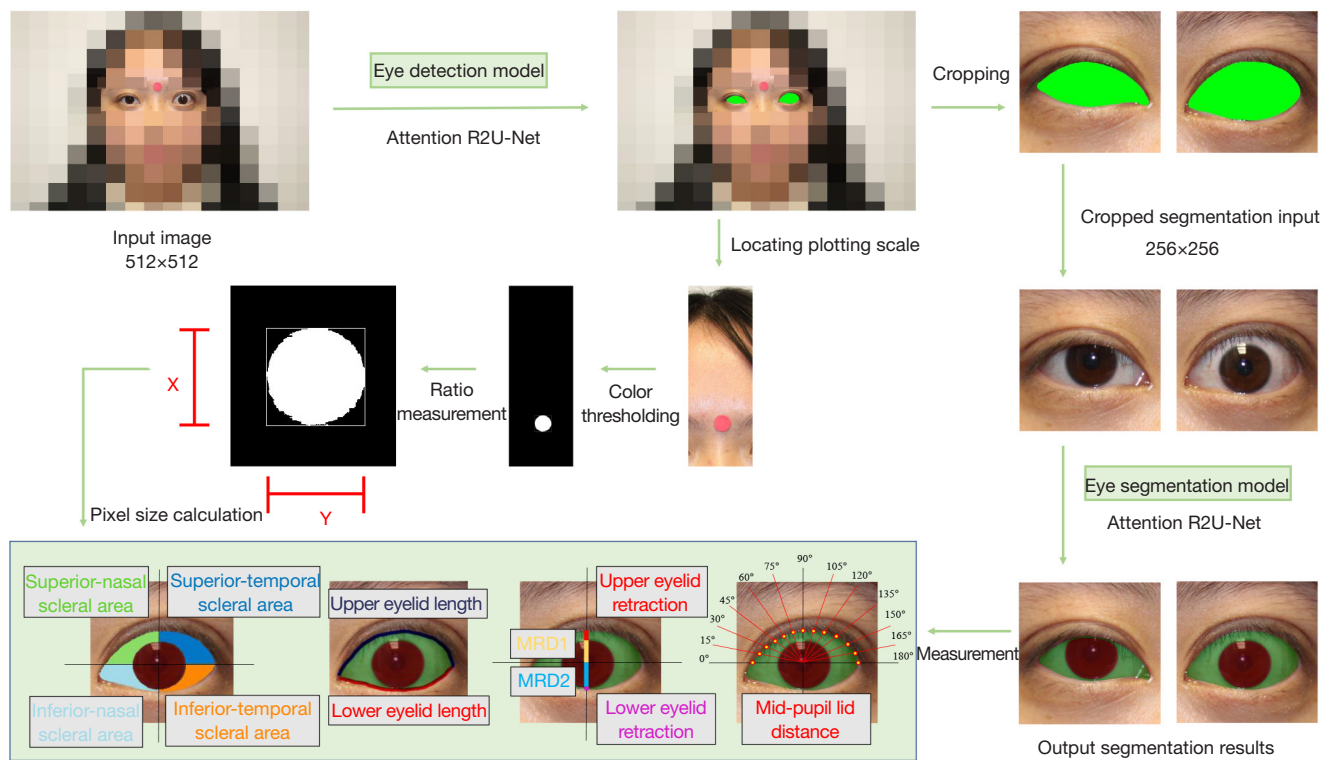 Eye detection model
Attention R2U-Net
Cropping
Input image
512×512
Locating plotting scale
Cropped segmentation input
256×256
X
Y
Ratio
measurement
Color
thresholding
Eye segmentation model
Attention R2U-Net
Pixel size calculation
Superior-nasal
scleral area
Superior-temporal
scleral area
Inferior-nasal
scleral area
Inferior-temporal
scleral area
Upper eyelid length
Lower eyelid length
Upper eyelid
retraction
MRD1
MRD2
Lower eyelid
retraction
0°
15°
30°
45°
60°
75°
90°
105°
120°
135°
150°
165°
180°
Mid-pupil lid
distance
Measurement
Output segmentation results